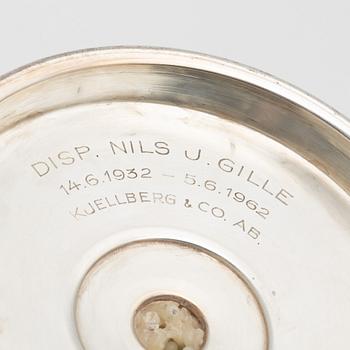 DISP. NILS J. GILLE
14.6.1932 - 5.6.1962
KJELLBERG & CO. AB.